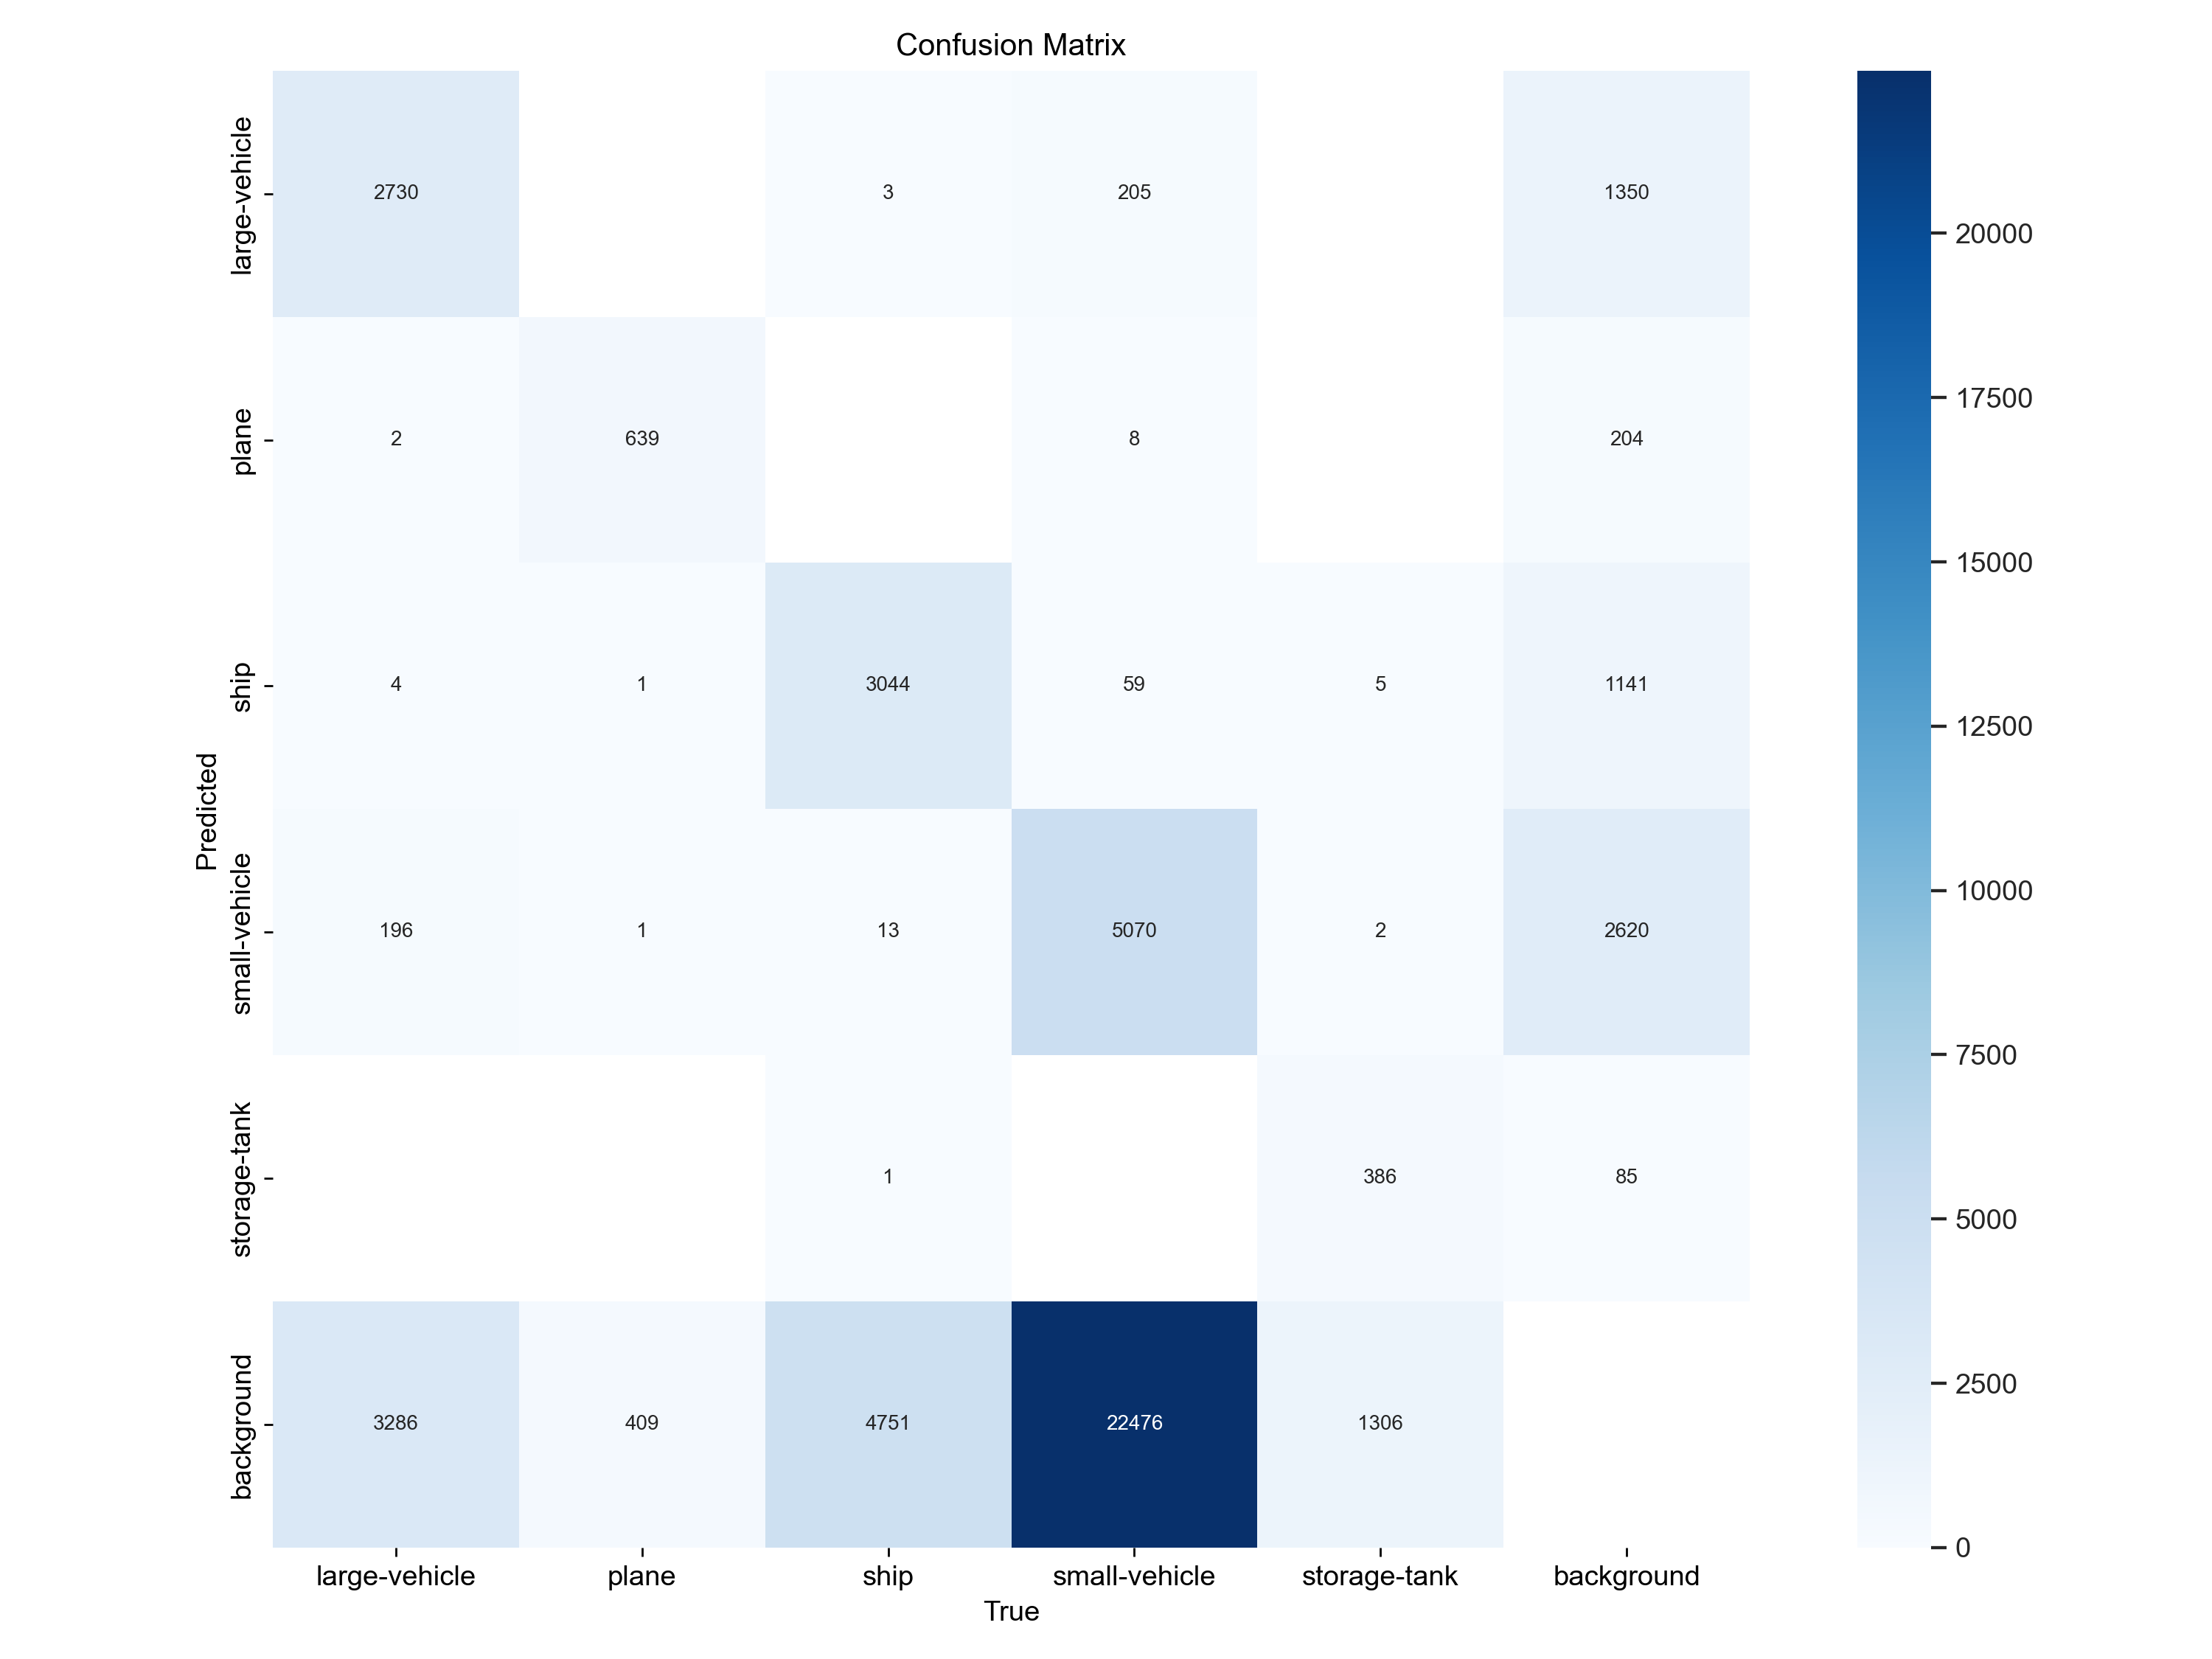 Confusion Matrix
large-vehicle
2730 3 205 1350
plane
2 639 8 204
ship
4 1 3044 59 5 1141
small-vehicle
196 1 13 5070 2 2620
storage-tank
1 386 85
background
3286 409 4751 22476 1306
Predicted
large-vehicle plane ship small-vehicle storage-tank background
True
20000
17500
15000
12500
10000
7500
5000
2500
0